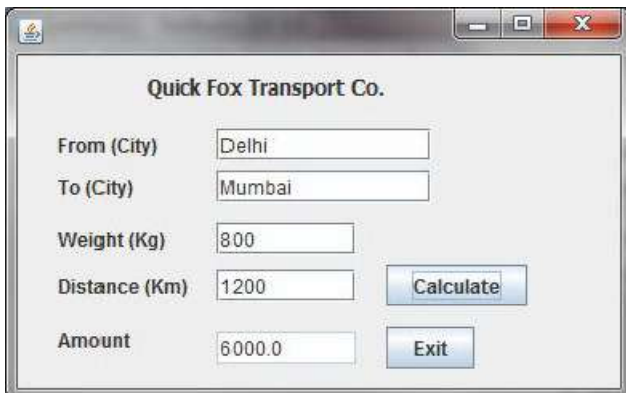 Quick Fox Transport Co.
From (City) Delhi
To (City) Mumbai
Weight (Kg) 800
Distance (Km) 1200 Calculate
Amount 6000.0 Exit